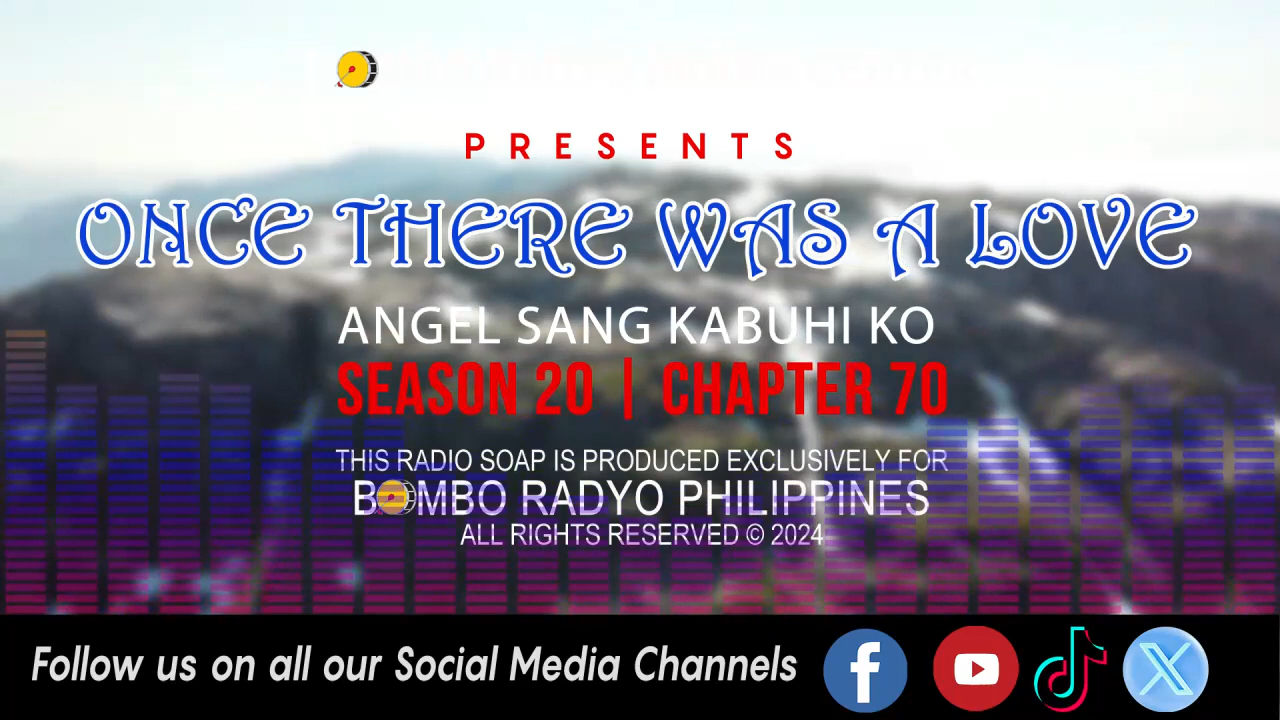 PRESENTS
ONCE THERE WAS A LOVE
ANGEL SANG KABUHI KO
SEASON 20 | CHAPTER 70
THIS RADIO SOAP IS PRODUCED EXCLUSIVELY FOR
BOMBO RADYO PHILIPPINES
ALL RIGHTS RESERVED © 2024
Follow us on all our Social Media Channels